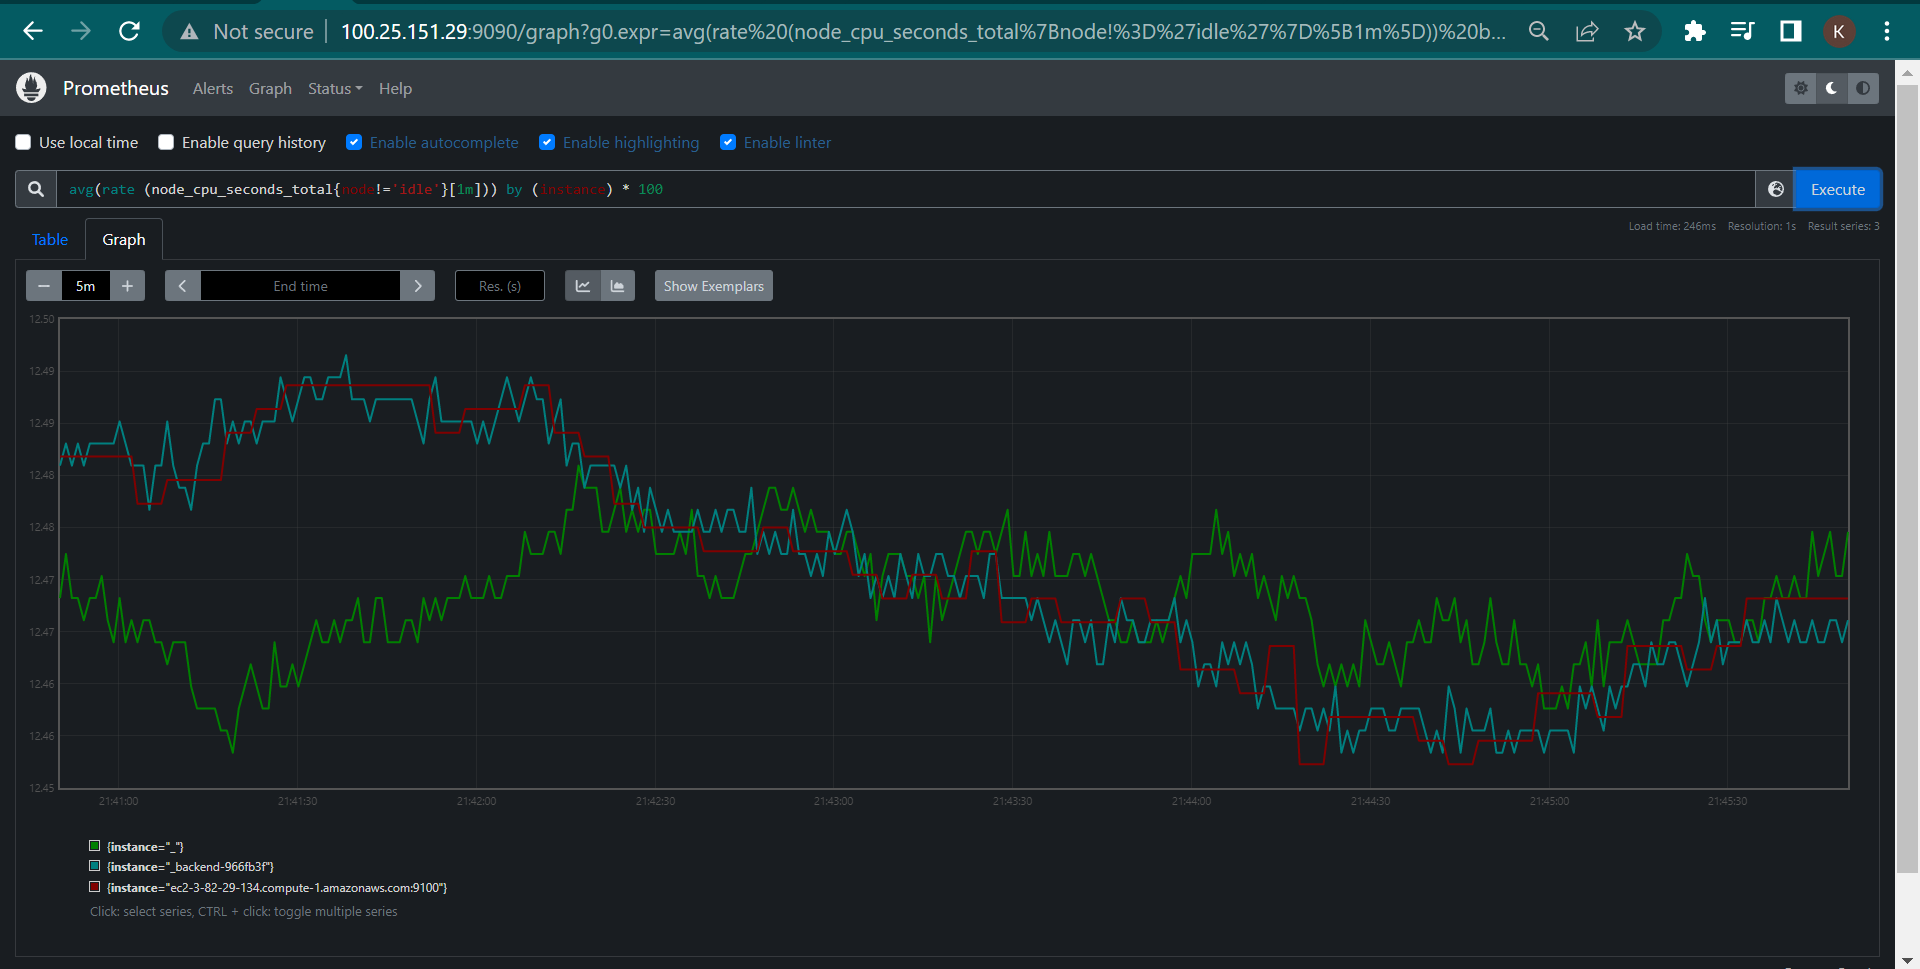 Not secure 100.25.151.29:9090/graph?g0.expr=avg(rate%20(node_cpu_seconds_total%7Bnode!%3D%27idle%27%7D%5B1m%5D))%20b... K
Prometheus Alerts Graph Status Help
Use local time Enable query history Enable autocomplete Enable highlighting Enable linter
avg(rate (node_cpu_seconds_total{node!='idle'}[1m])) by (instance) * 100 Execute
Load time: 246ms Resolution: 1s Result series: 3
Table Graph
− 5m + End time Res. (s) Show Exemplars
12.50
12.49
12.49
12.48
12.48
12.47
12.47
12.46
12.46
12.45
21:41:00 21:41:30 21:42:00 21:42:30 21:43:00 21:43:30 21:44:00 21:44:30 21:45:00 21:45:30
{instance="_"}
{instance="_backend-966fb3f"}
{instance="ec2-3-82-29-134.compute-1.amazonaws.com:9100"}
Click: select series, CTRL + click: toggle multiple series